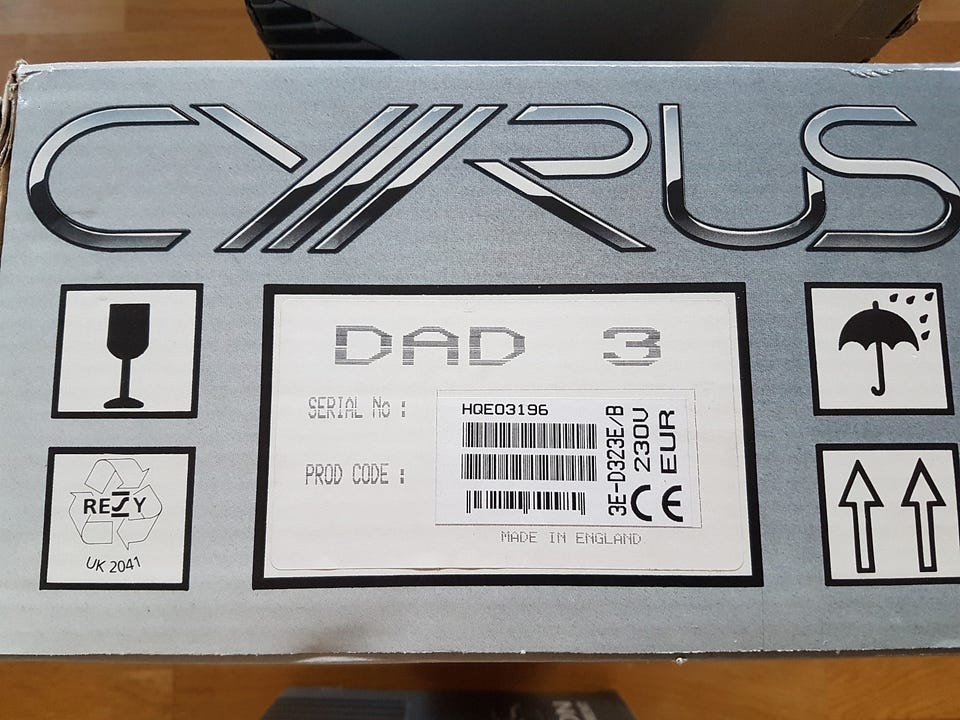 CYRUS
DAD 3
SERIAL No :
HQE03196
PROD CODE :
3E-D323E/B
230V
EUR
CE
MADE IN ENGLAND
RESY
UK 2041